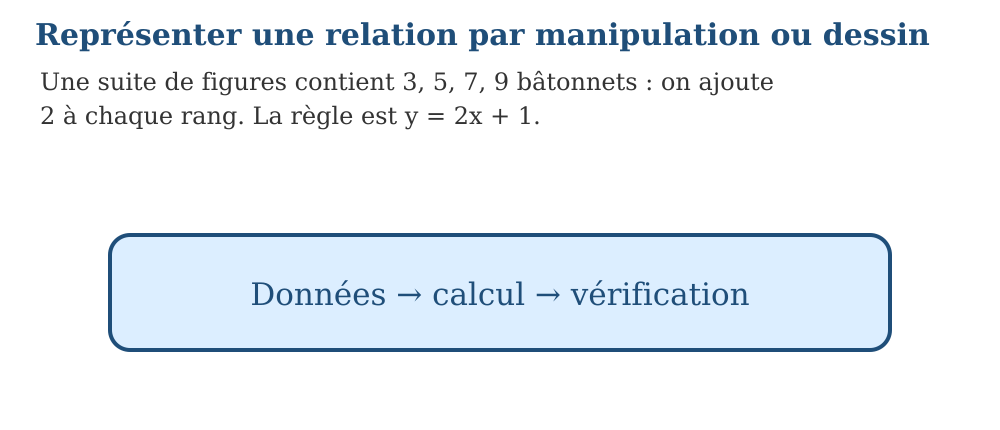 Représenter une relation par manipulation ou dessin
Une suite de figures contient 3, 5, 7, 9 bâtonnets : on ajoute
2 à chaque rang. La règle est y = 2x + 1.
Données → calcul → vérification